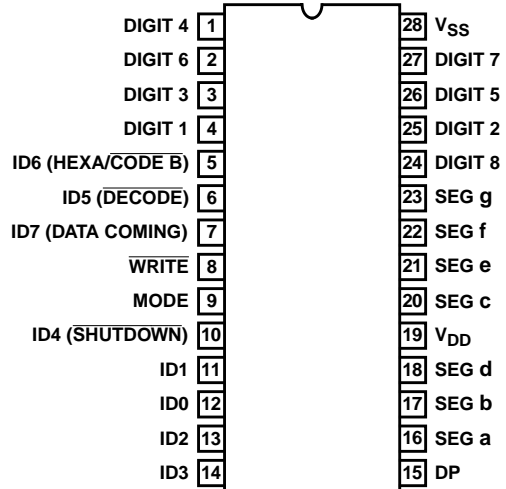 DIGIT 4 1 28 VSS
DIGIT 6 2 27 DIGIT 7
DIGIT 3 3 26 DIGIT 5
DIGIT 1 4 25 DIGIT 2
ID6 (HEXA/CODE B) 5 24 DIGIT 8
ID5 (DECODE) 6 23 SEG g
ID7 (DATA COMING) 7 22 SEG f
WRITE 8 21 SEG e
MODE 9 20 SEG c
ID4 (SHUTDOWN) 10 19 VDD
ID1 11 18 SEG d
ID0 12 17 SEG b
ID2 13 16 SEG a
ID3 14 15 DP